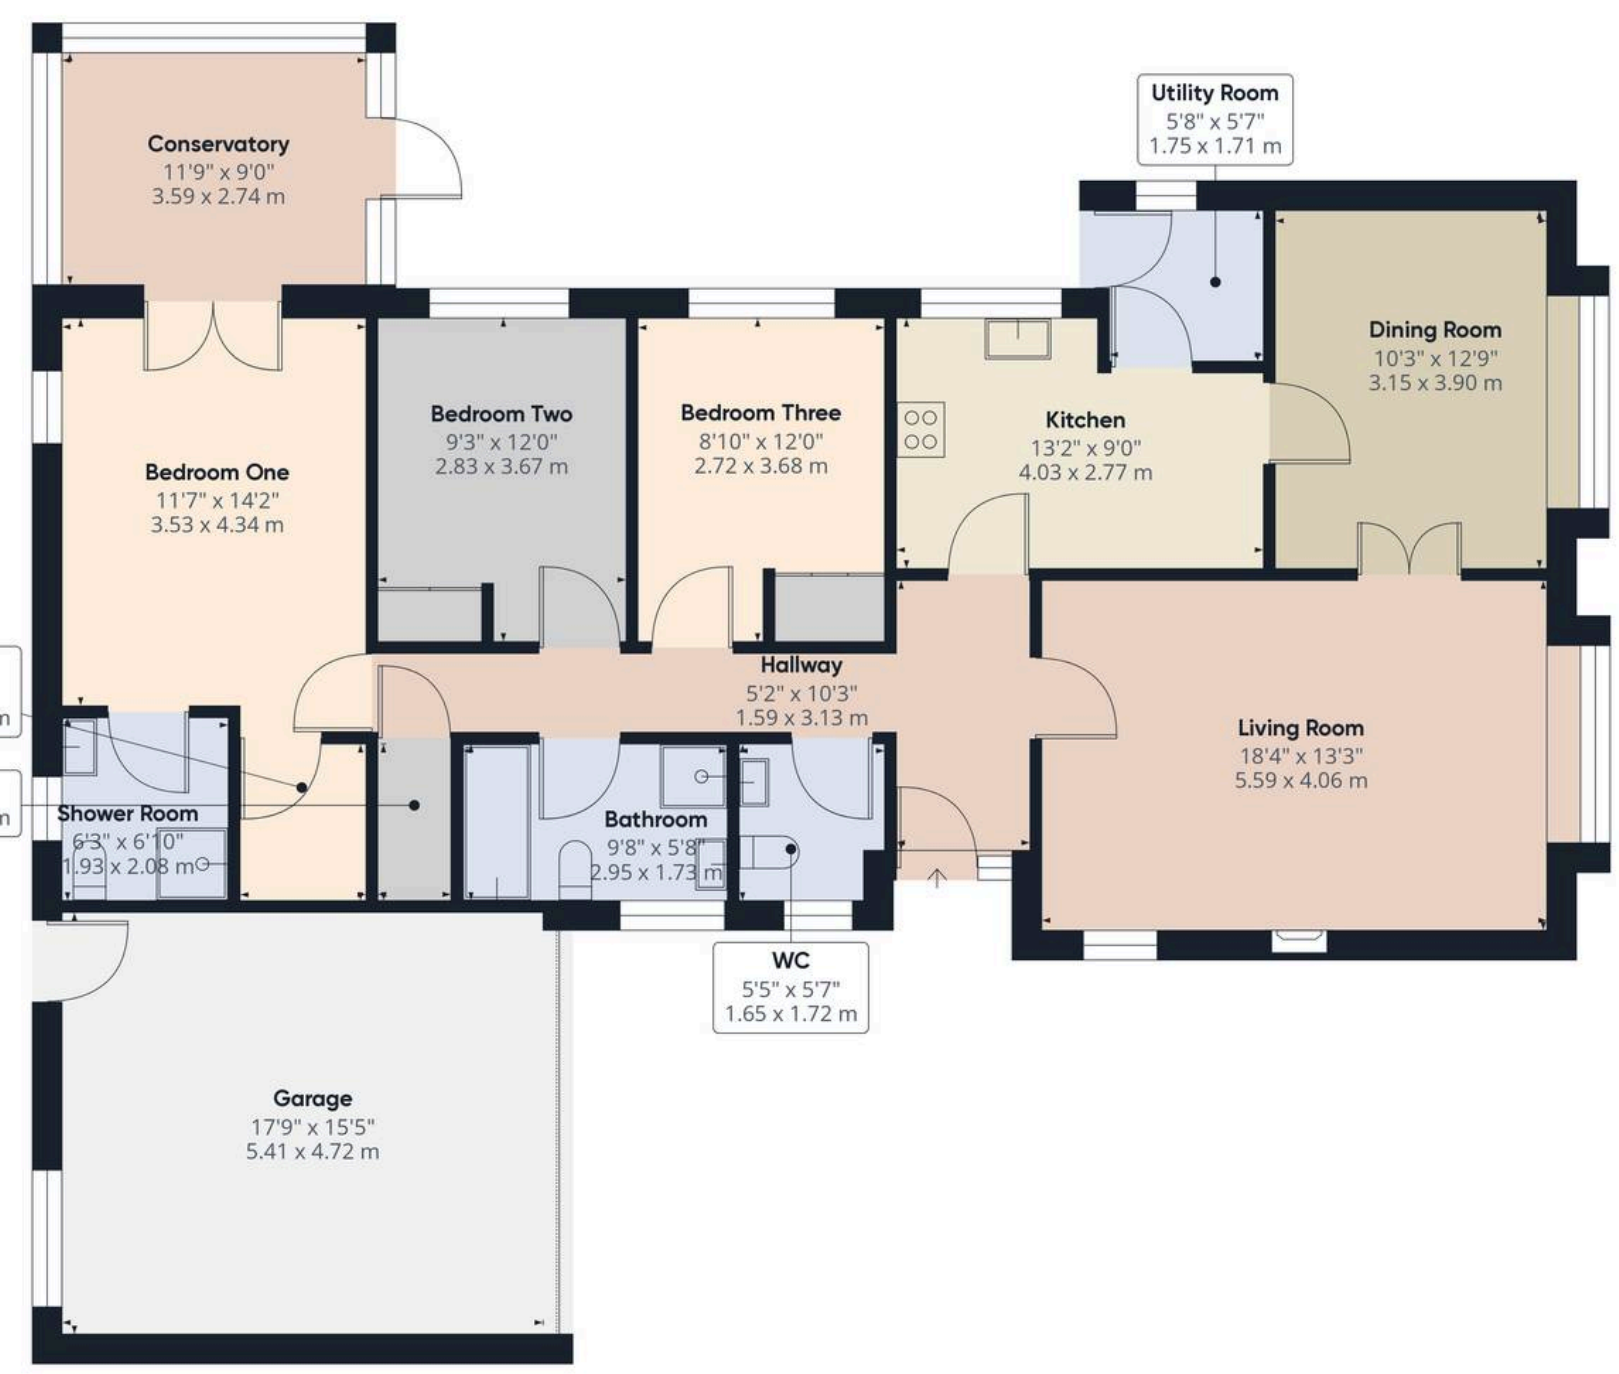 Conservatory
11'9" x 9'0"
3.59 x 2.74 m
Utility Room
5'8" x 5'7"
1.75 x 1.71 m
Dining Room
10'3" x 12'9"
3.15 x 3.90 m
Bedroom One
11'7" x 14'2"
3.53 x 4.34 m
Bedroom Two
9'3" x 12'0"
2.83 x 3.67 m
Bedroom Three
8'10" x 12'0"
2.72 x 3.68 m
Kitchen
13'2" x 9'0"
4.03 x 2.77 m
Hallway
5'2" x 10'3"
1.59 x 3.13 m
Living Room
18'4" x 13'3"
5.59 x 4.06 m
m
m
Shower Room
6'3" x 6'10"
1.93 x 2.08 m
Bathroom
9'8" x 5'8"
2.95 x 1.73 m
WC
5'5" x 5'7"
1.65 x 1.72 m
Garage
17'9" x 15'5"
5.41 x 4.72 m